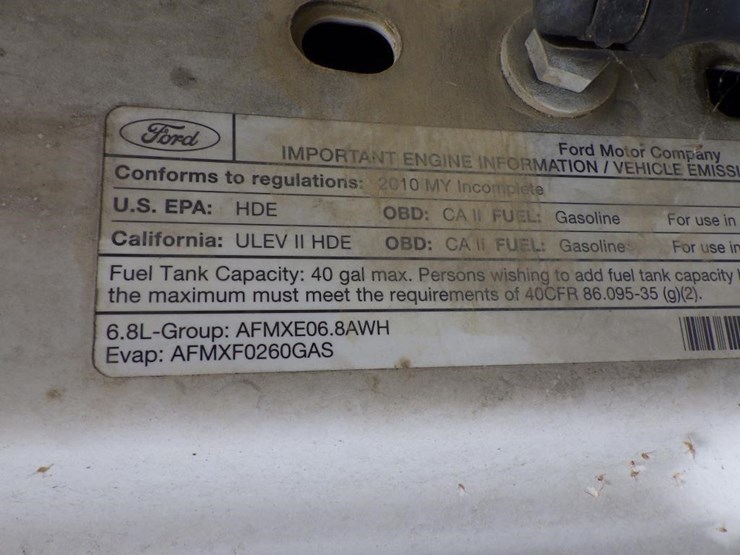 Ford
Ford Motor Company
IMPORTANT ENGINE INFORMATION / VEHICLE EMISSI
Conforms to regulations: 2010 MY Incomplete
U.S. EPA: HDE OBD: CA II FUEL: Gasoline For use in
California: ULEV II HDE OBD: CA II FUEL: Gasoline For use in
Fuel Tank Capacity: 40 gal max. Persons wishing to add fuel tank capacity
the maximum must meet the requirements of 40CFR 86.095-35 (g)(2).
6.8L-Group: AFMXE06.8AWH
Evap: AFMXF0260GAS